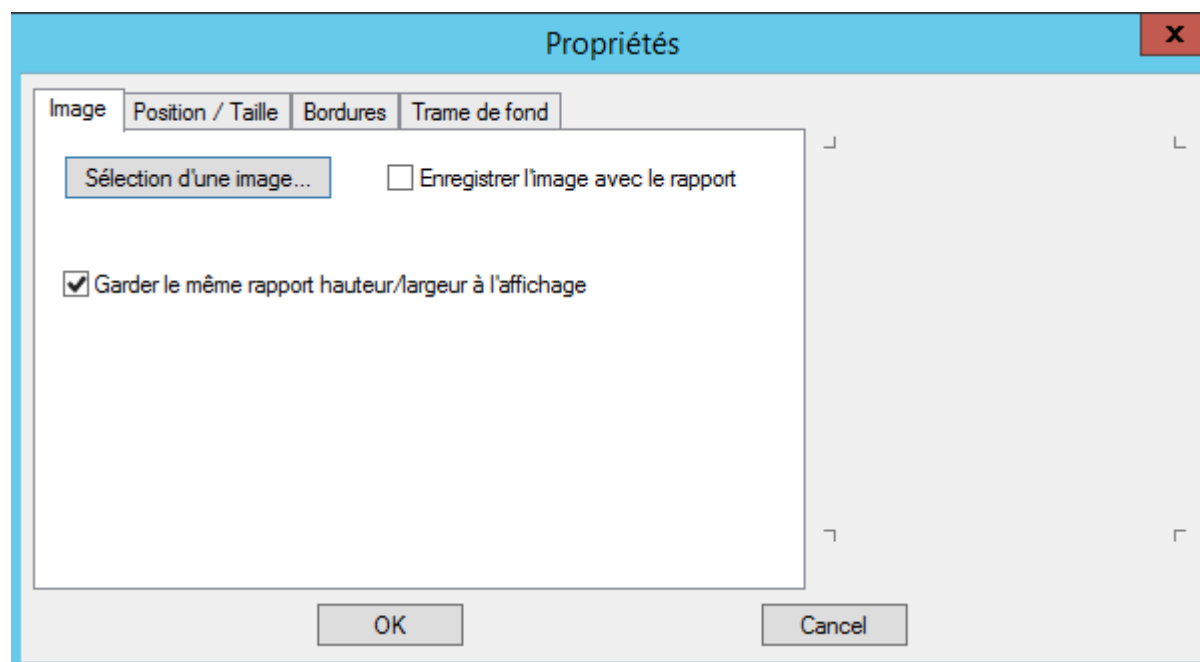 Propriétés
x
Image Position / Taille Bordures Trame de fond
Sélection d'une image... Enregistrer l'image avec le rapport
Garder le même rapport hauteur/largeur à l'affichage
OK Cancel